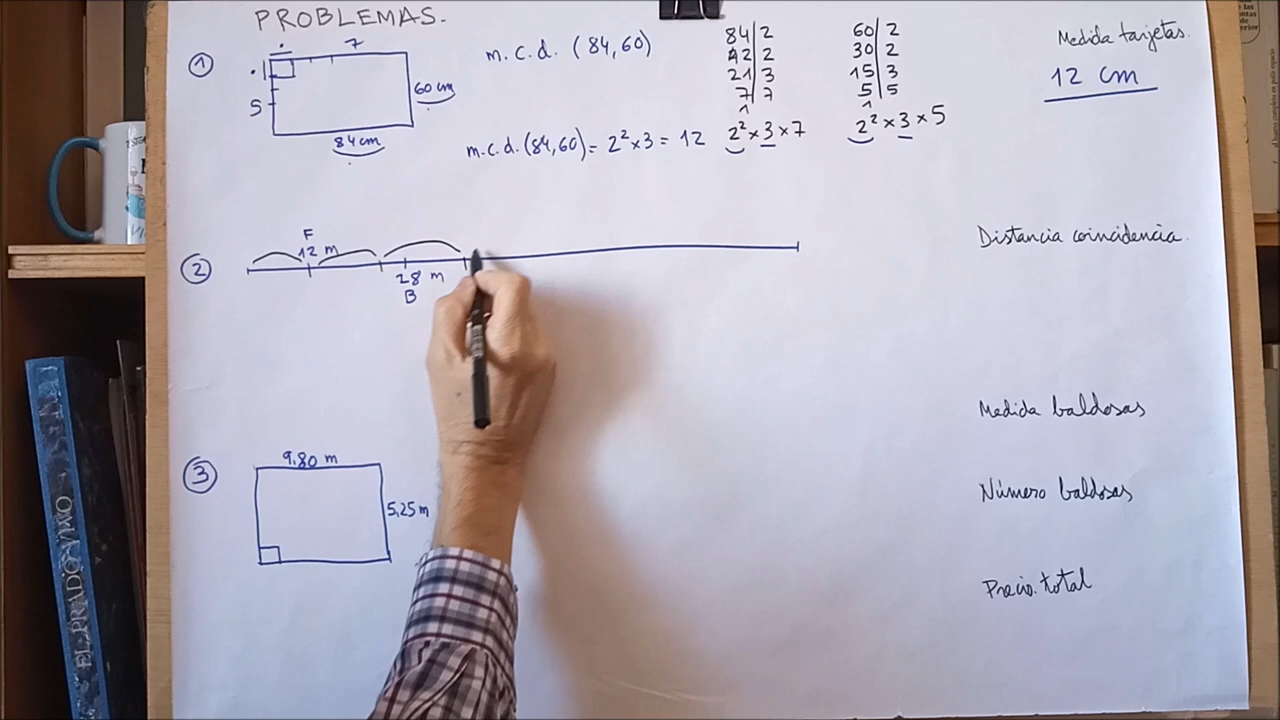 PROBLEMAS.
1
7
5
60 cm
84 cm
m.c.d. (84,60)
84|2
42|2
21|3
7|7
1
2² × 3 × 7
60|2
30|2
15|3
5|5
1
2² × 3 × 5
m.c.d. (84,60) = 2² × 3 = 12
Medida tarjetas.
12 cm
2
F
12 m
28 m
B
Distancia coincidencia
3
9,80 m
5,25 m
Medida baldosas
Número baldosas
Precio total
EL PRADO VIVO